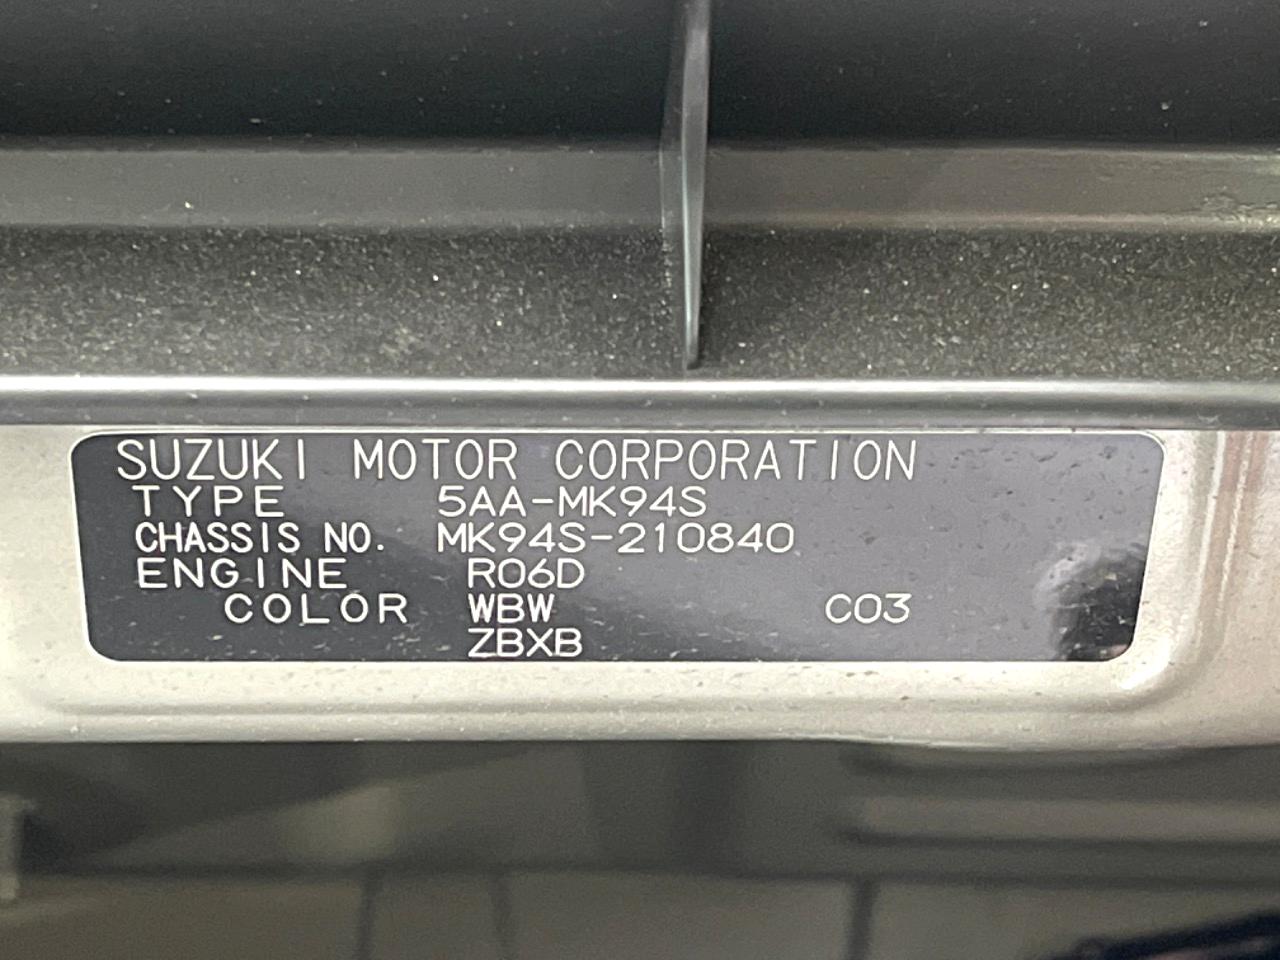 SUZUKI MOTOR CORPORATION
TYPE 5AA-MK94S
CHASSIS NO. MK94S-210840
ENGINE R06D
COLOR WBW C03
ZBXB